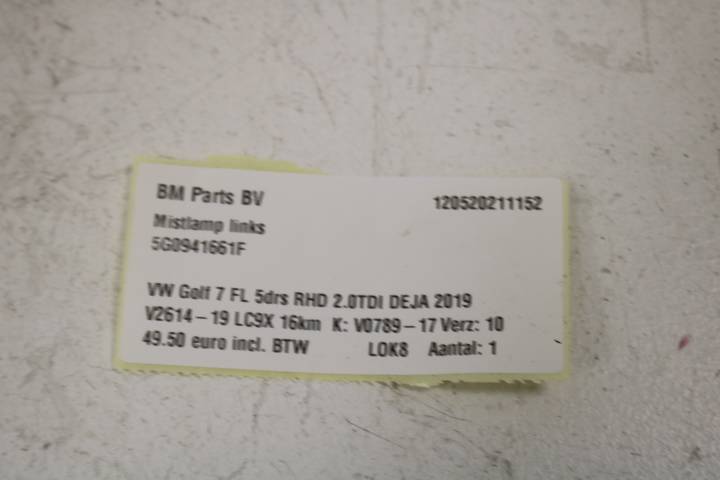 BM Parts BV 120520211152
Mistlamp links
5G0941661F
VW Golf 7 FL 5drs RHD 2.0TDI DEJA 2019
V2614-19 LC9X 16km K: V0789-17 Verz: 10
49.50 euro incl. BTW LOK8 Aantal: 1